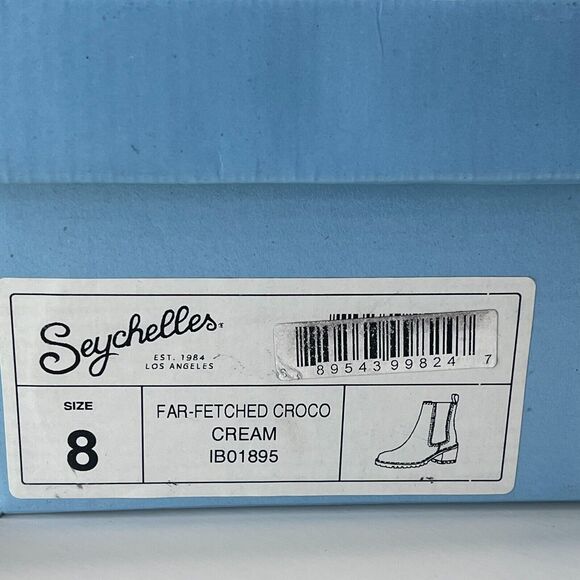 Seychelles
EST. 1984
LOS ANGELES
89543 99824 7
SIZE
8
FAR-FETCHED CROCO
CREAM
IB01895